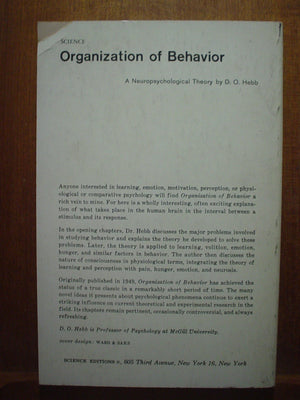 SCIENCE
Organization of Behavior
A Neuropsychological Theory by D. O. Hebb
Anyone interested in learning, emotion, motivation, perception, or physi-
ological or comparative psychology will find Organization of Behavior a
rich vein to mine. For here is a wholly interesting, often exciting explana-
tion of what takes place in the human brain in the interval between a
stimulus and its response.
In the opening chapters, Dr. Hebb discusses the major problems involved
in studying behavior and explains the theory he developed to solve these
problems. Later, the theory is applied to learning, volition, emotion,
hunger, and similar factors in behavior. The author then discusses the
nature of consciousness in physiological terms, integrating the theory of
learning and perception with pain, hunger, emotion, and neurosis.
Originally published in 1949, Organization of Behavior has achieved the
status of a true classic in a remarkably short period of time. The many
novel ideas it presents about psychological phenomena continue to exert a
striking influence on current theoretical and experimental research in the
field. Its chapters remain pertinent, occasionally controversial, and always
refreshing.
D. O. Hebb is Professor of Psychology at McGill University.
cover design: WARD & SAKS
SCIENCE EDITIONS ®, 605 Third Avenue, New York 16, New York